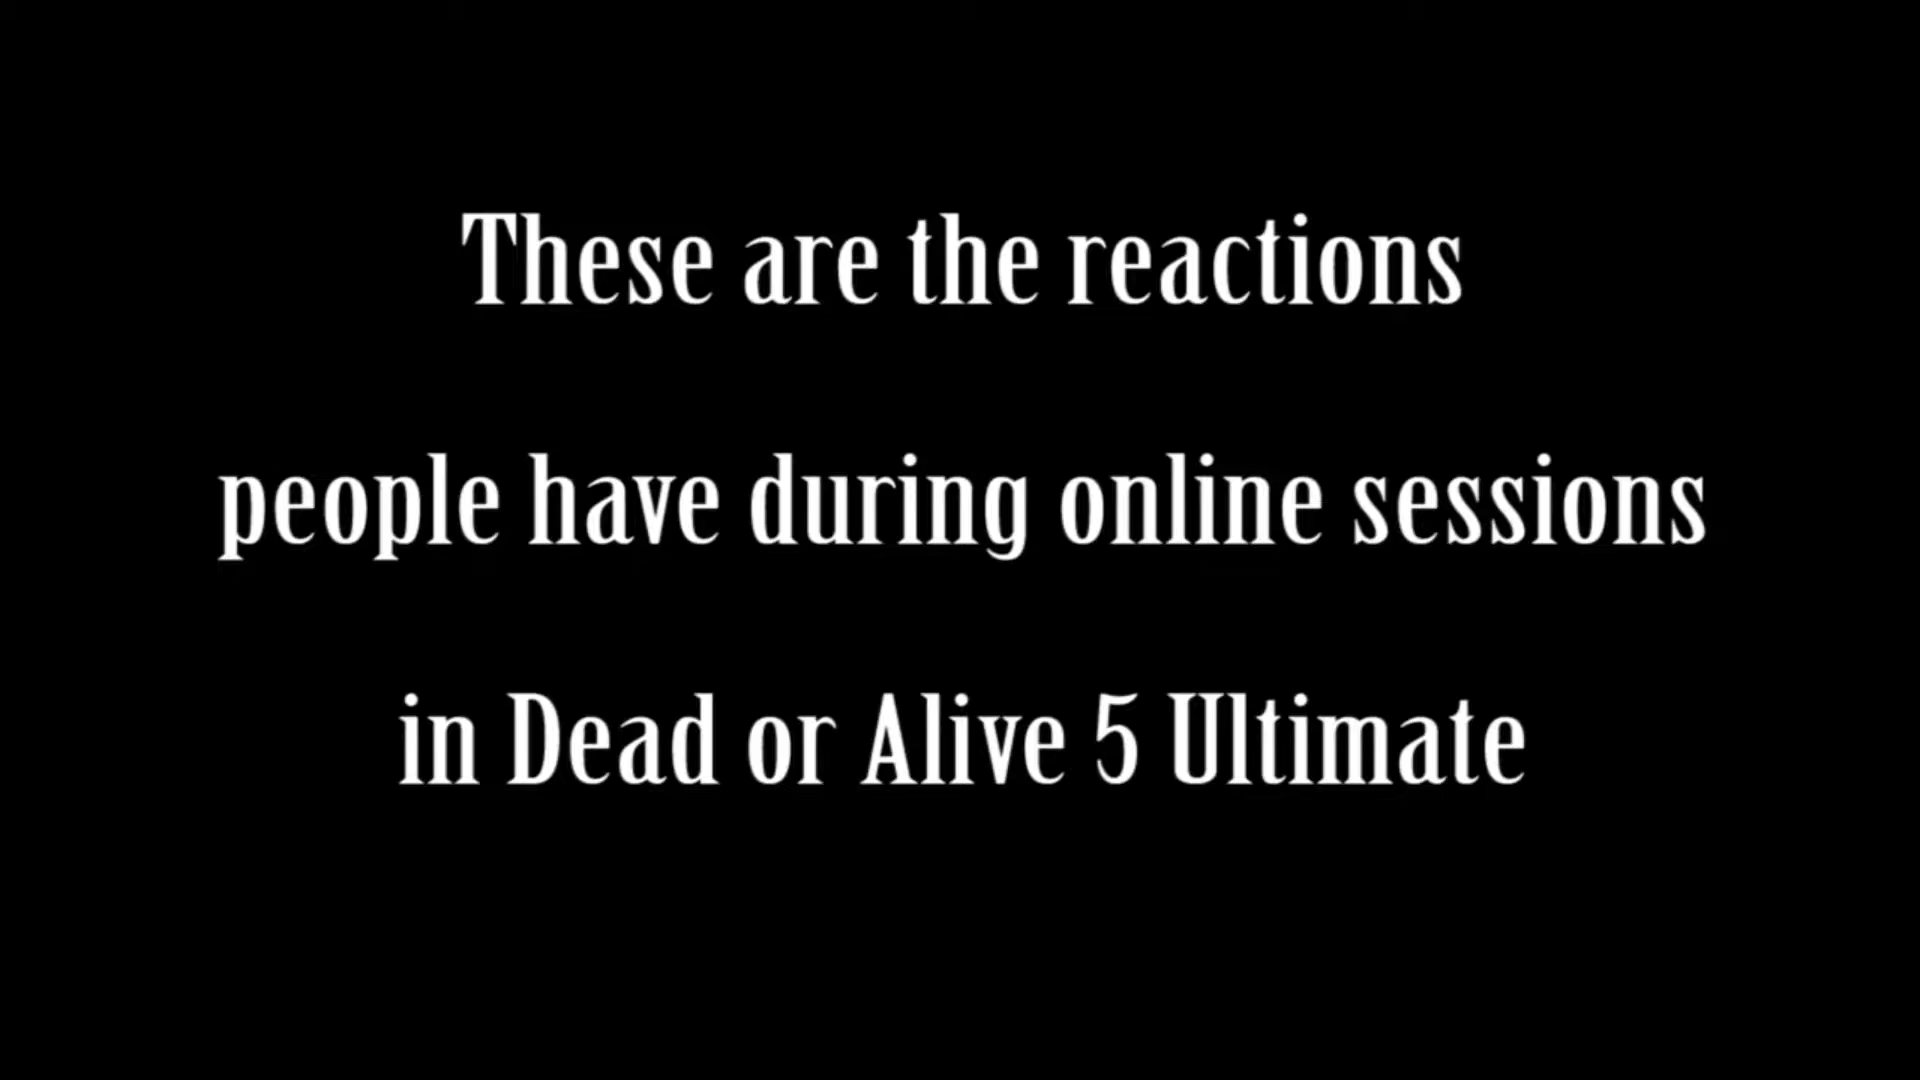 These are the reactions
people have during online sessions
in Dead or Alive 5 Ultimate